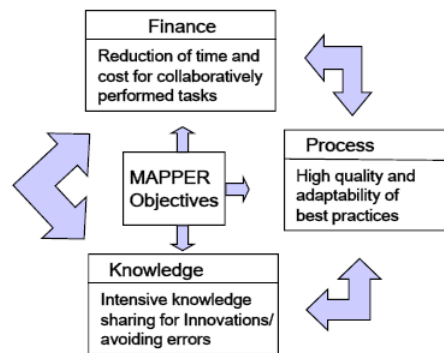 Finance
Reduction of time and
cost for collaboratively
performed tasks
MAPPER
Objectives
Process
High quality and
adaptability of
best practices
Knowledge
Intensive knowledge
sharing for Innovations/
avoiding errors